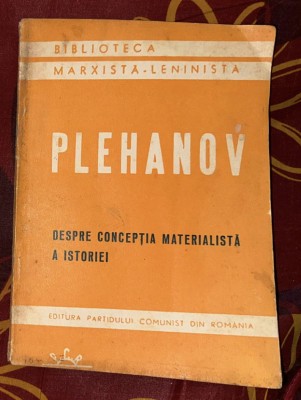 BIBLIOTECA
MARXISTĂ-LENINISTĂ
PLEHANOV
DESPRE CONCEPȚIA MATERIALISTĂ
A ISTORIEI
EDITURA PARTIDULUI COMUNIST DIN ROMÂNIA